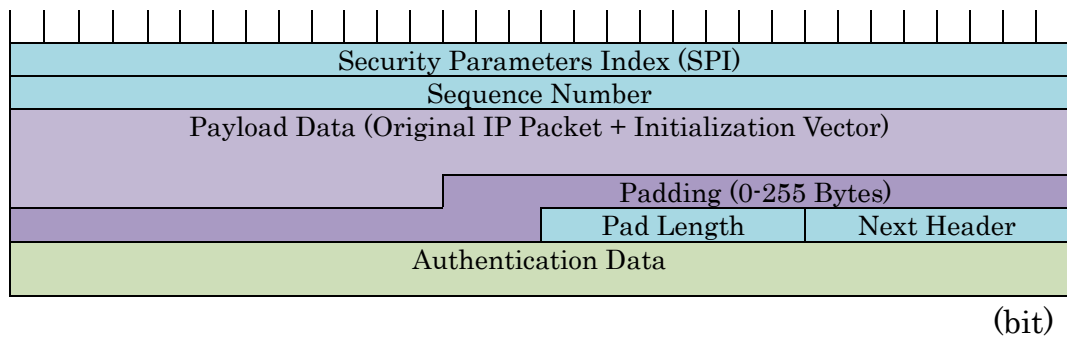 Security Parameters Index (SPI)
Sequence Number
Payload Data (Original IP Packet + Initialization Vector)
Padding (0-255 Bytes)
Pad Length
Next Header
Authentication Data
(bit)